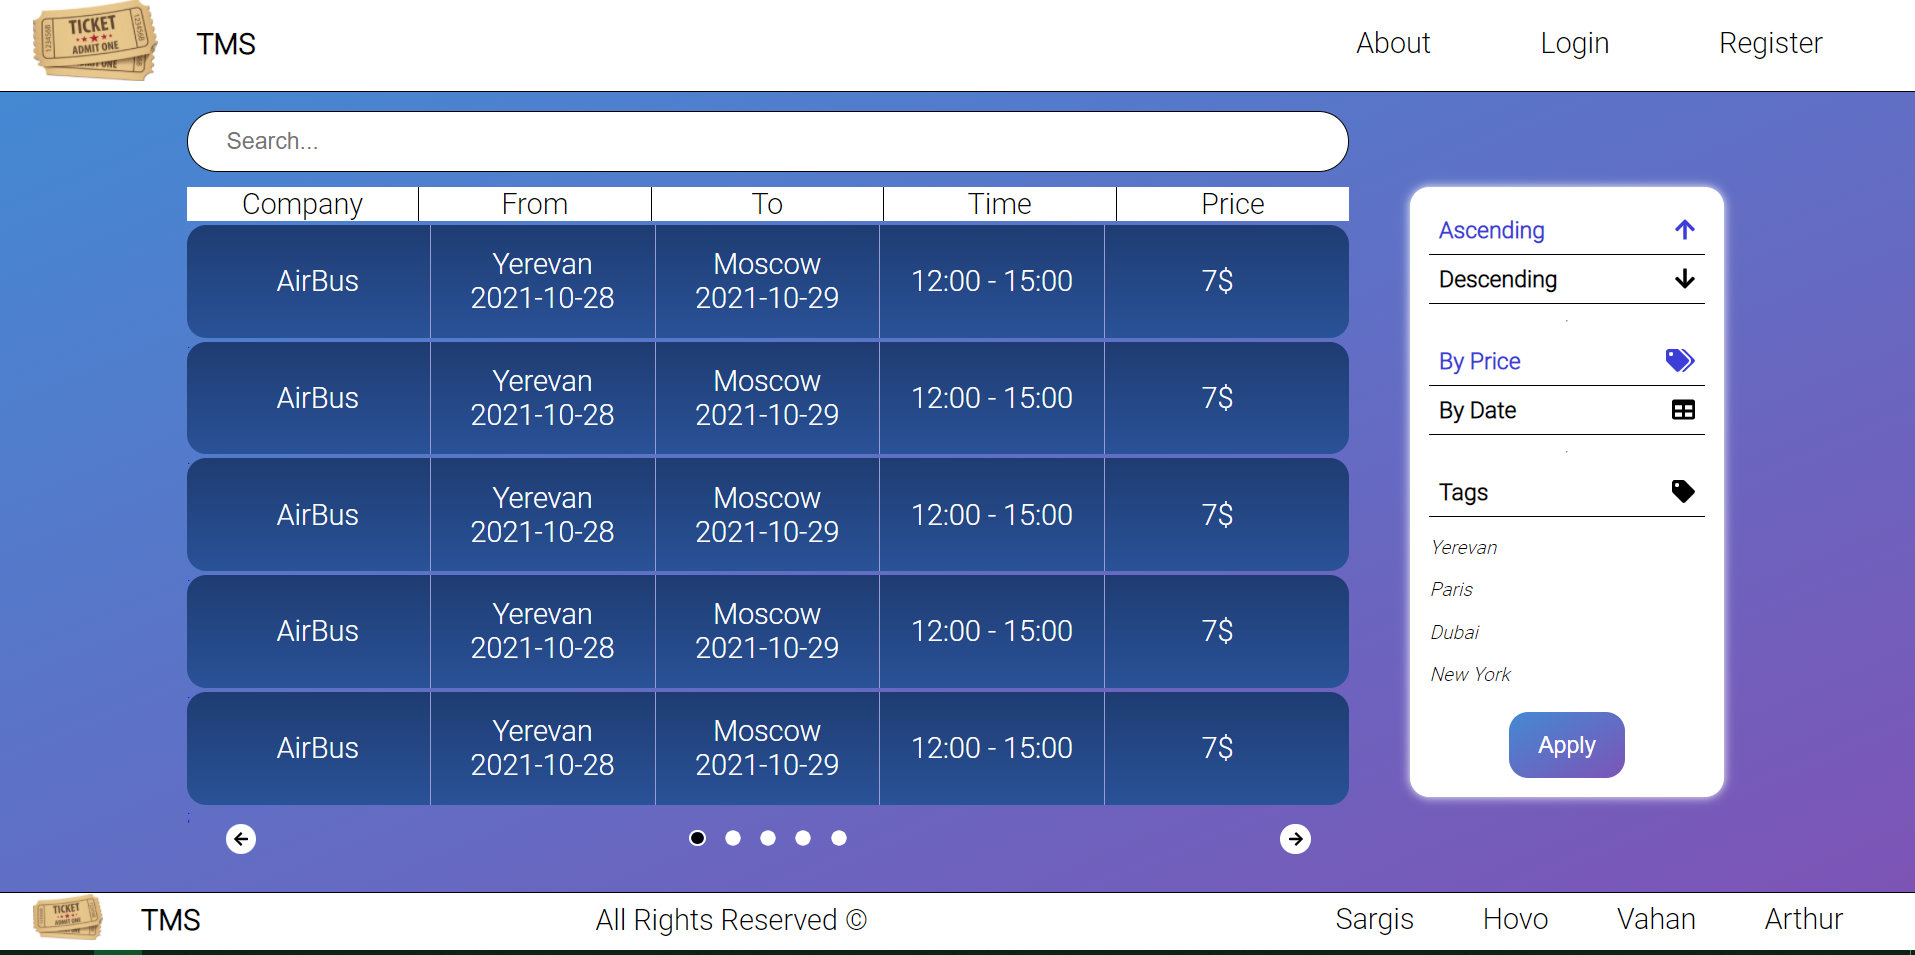 TICKET
ADMIT ONE
TMS
About
Login
Register
Search...
Company
From
To
Time
Price
AirBus
Yerevan
2021-10-28
Moscow
2021-10-29
12:00 - 15:00
7$
AirBus
Yerevan
2021-10-28
Moscow
2021-10-29
12:00 - 15:00
7$
AirBus
Yerevan
2021-10-28
Moscow
2021-10-29
12:00 - 15:00
7$
AirBus
Yerevan
2021-10-28
Moscow
2021-10-29
12:00 - 15:00
7$
AirBus
Yerevan
2021-10-28
Moscow
2021-10-29
12:00 - 15:00
7$
Ascending
Descending
By Price
By Date
Tags
Yerevan
Paris
Dubai
New York
Apply
TICKET
ADMIT ONE
TMS
All Rights Reserved ©
Sargis
Hovo
Vahan
Arthur